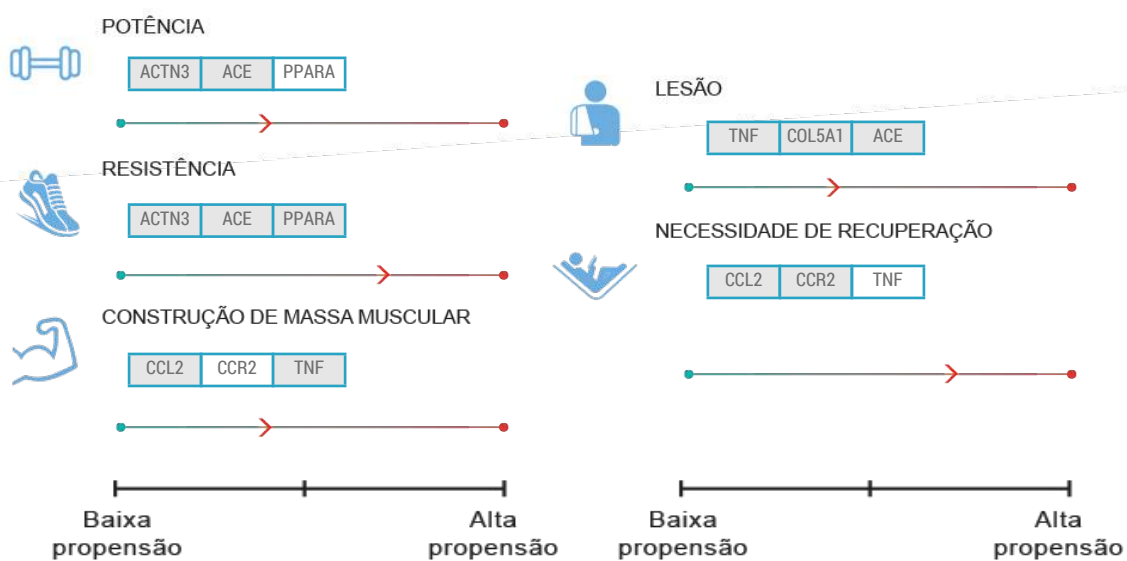 POTÊNCIA
ACTN3 ACE PPARA
RESISTÊNCIA
ACTN3 ACE PPARA
CONSTRUÇÃO DE MASSA MUSCULAR
CCL2 CCR2 TNF
Baixa propensão
Alta propensão
LESÃO
TNF COL5A1 ACE
NECESSIDADE DE RECUPERAÇÃO
CCL2 CCR2 TNF
Baixa propensão
Alta propensão